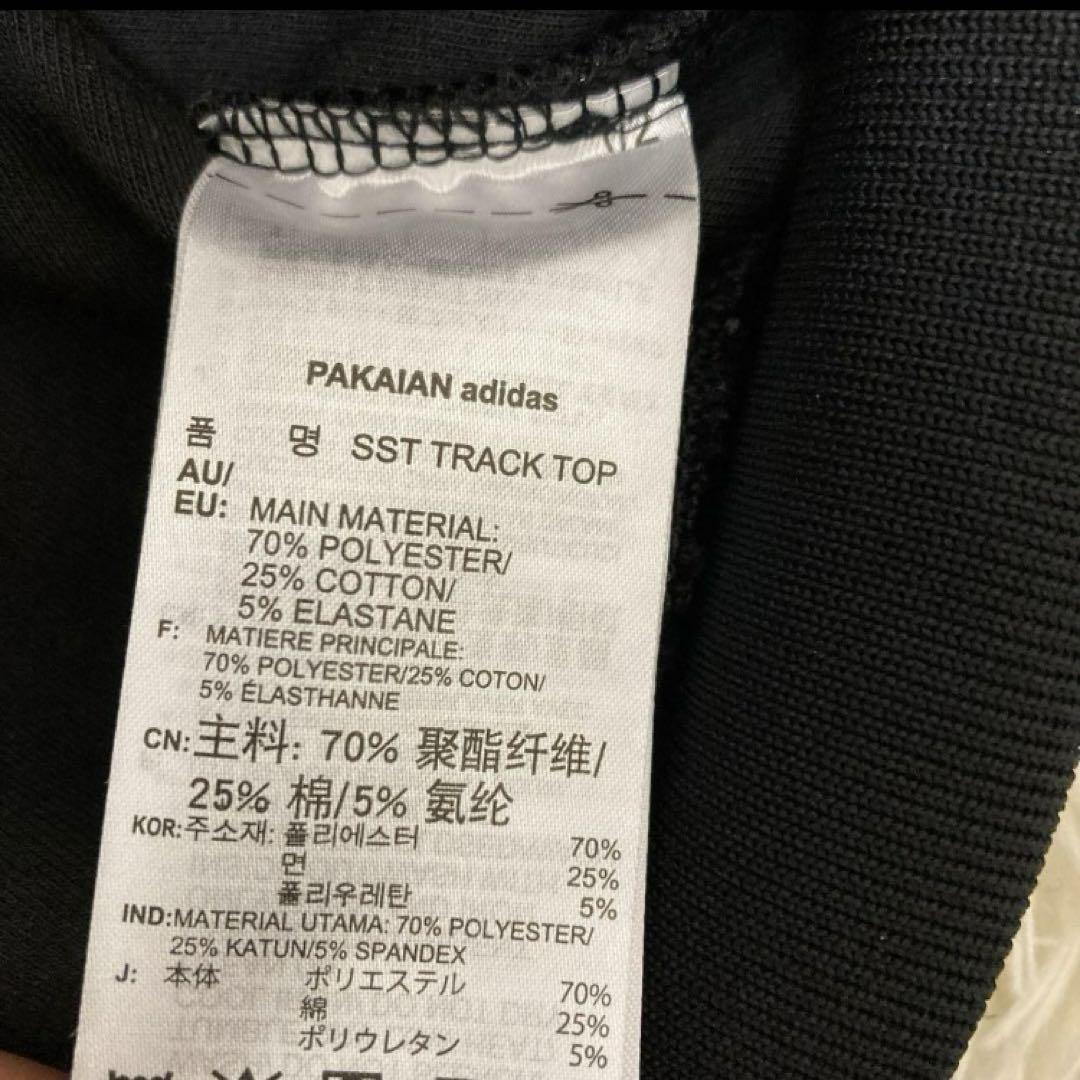 PAKAIAN adidas
품 명 SST TRACK TOP
AU/
EU: MAIN MATERIAL:
70% POLYESTER/
25% COTTON/
5% ELASTANE
F: MATIERE PRINCIPALE:
70% POLYESTER/25% COTON/
5% ÉLASTHANNE
CN: 主料: 70% 聚酯纤维/
25% 棉/5% 氨纶
KOR: 주소재: 폴리에스터 70%
면 25%
폴리우레탄 5%
IND: MATERIAL UTAMA: 70% POLYESTER/
25% KATUN/5% SPANDEX
J: 本体 ポリエステル 70%
綿 25%
ポリウレタン 5%